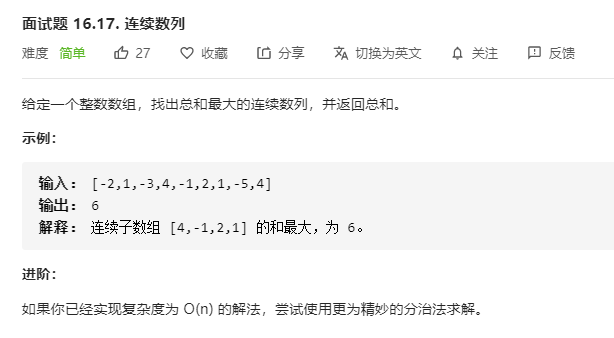 面试题 16.17. 连续数列
难度 简单 27 收藏 分享 切换为英文 关注 反馈
给定一个整数数组，找出总和最大的连续数列，并返回总和。
示例：
输入： [-2,1,-3,4,-1,2,1,-5,4]
输出： 6
解释： 连续子数组 [4,-1,2,1] 的和最大，为 6。
进阶：
如果你已经实现复杂度为 O(n) 的解法，尝试使用更为精妙的分治法求解。